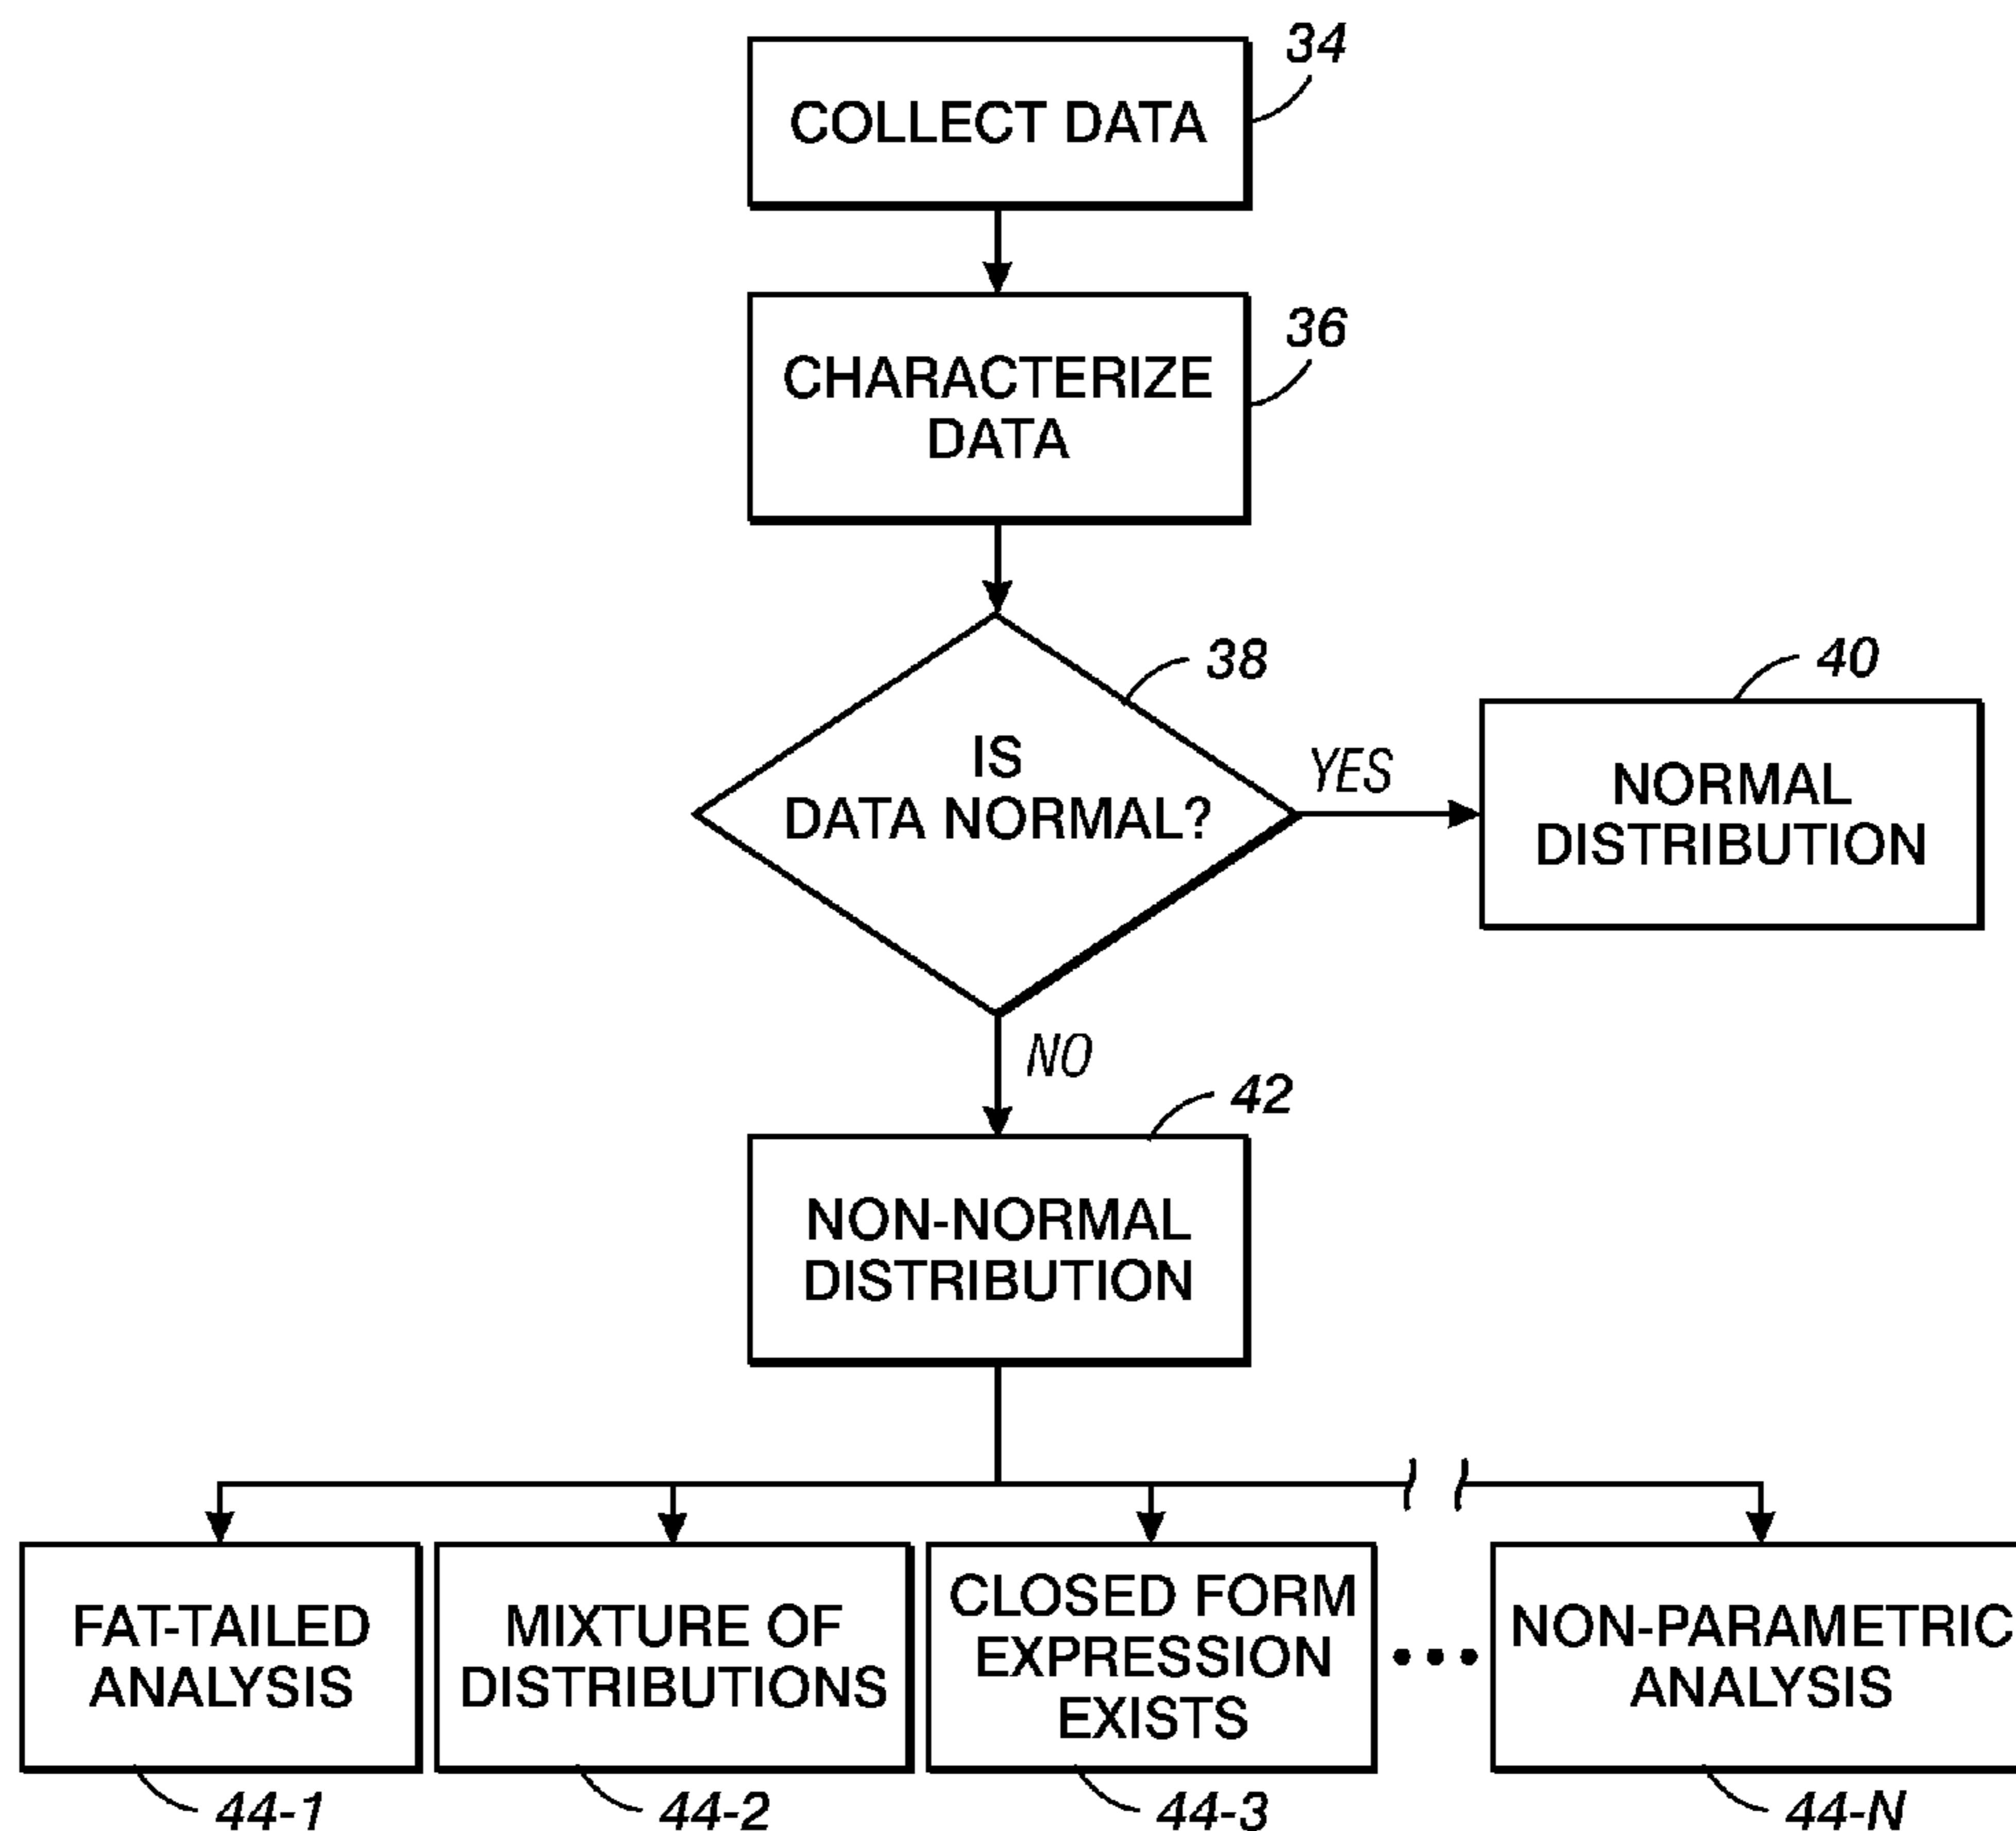 34
COLLECT DATA
36
CHARACTERIZE
DATA
38
IS
DATA NORMAL?
YES
40
NORMAL
DISTRIBUTION
NO
42
NON-NORMAL
DISTRIBUTION
FAT-TAILED
ANALYSIS
44-1
MIXTURE OF
DISTRIBUTIONS
44-2
CLOSED FORM
EXPRESSION
EXISTS
44-3
•••
NON-PARAMETRIC
ANALYSIS
44-N